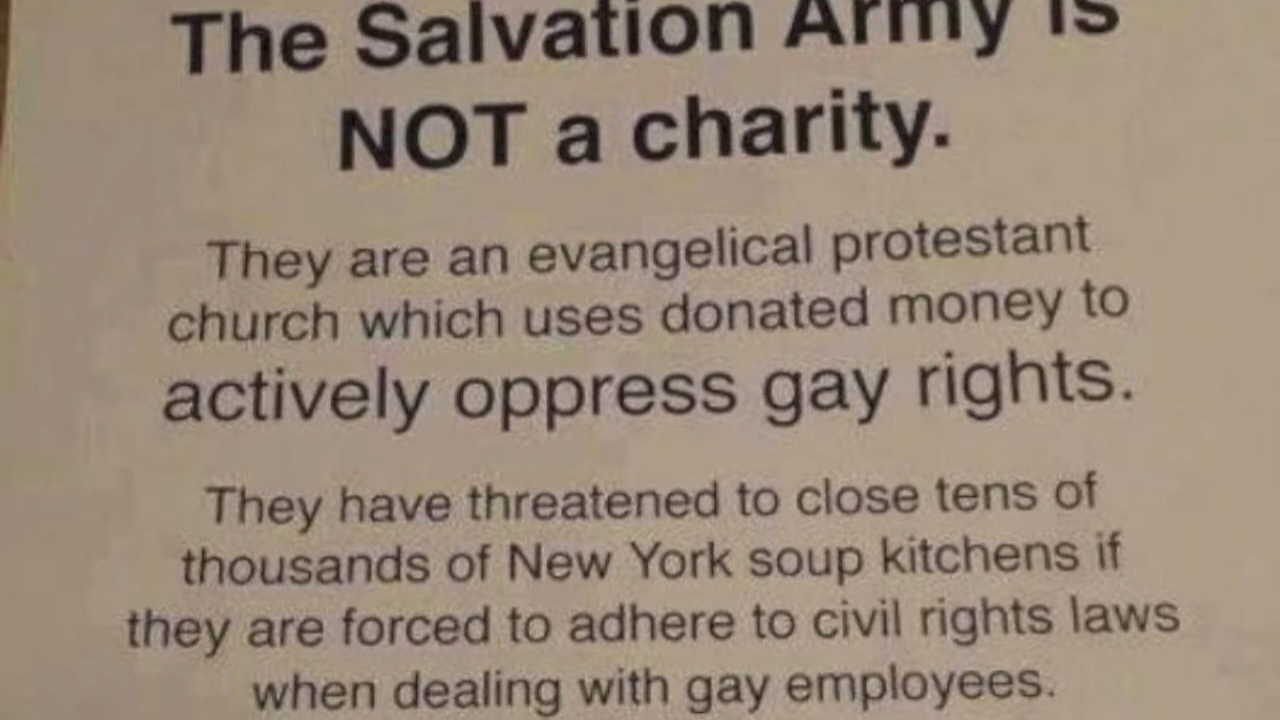 The Salvation Army is
NOT a charity.
They are an evangelical protestant
church which uses donated money to
actively oppress gay rights.
They have threatened to close tens of
thousands of New York soup kitchens if
they are forced to adhere to civil rights laws
when dealing with gay employees.